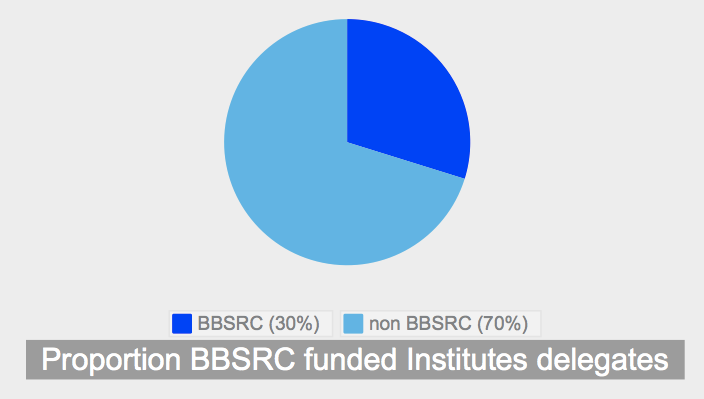 BBSRC (30%) non BBSRC (70%)
Proportion BBSRC funded Institutes delegates